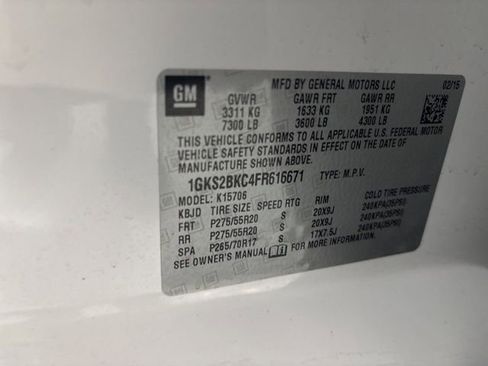 GM
MFD BY GENERAL MOTORS LLC 02/15
GVWR GAWR FRT GAWR RR
3311 KG 1633 KG 1951 KG
7300 LB 3600 LB 4300 LB
THIS VEHICLE CONFORMS TO ALL APPLICABLE U.S. FEDERAL MOTOR
VEHICLE SAFETY STANDARDS IN EFFECT ON THE DATE OF
MANUFACTURE SHOWN ABOVE.
1GKS2BKC4FR616671 TYPE: M.P.V.
MODEL: K15706
KBJD TIRE SIZE SPEED RTG RIM COLD TIRE PRESSURE
FRT P275/55R20 S 20X9J 240KPA(35PSI)
RR P275/55R20 S 20X9J 240KPA(35PSI)
SPA P265/70R17 S 17X7.5J 240KPA(35PSI)
SEE OWNER'S MANUAL FOR MORE INFORMATION.